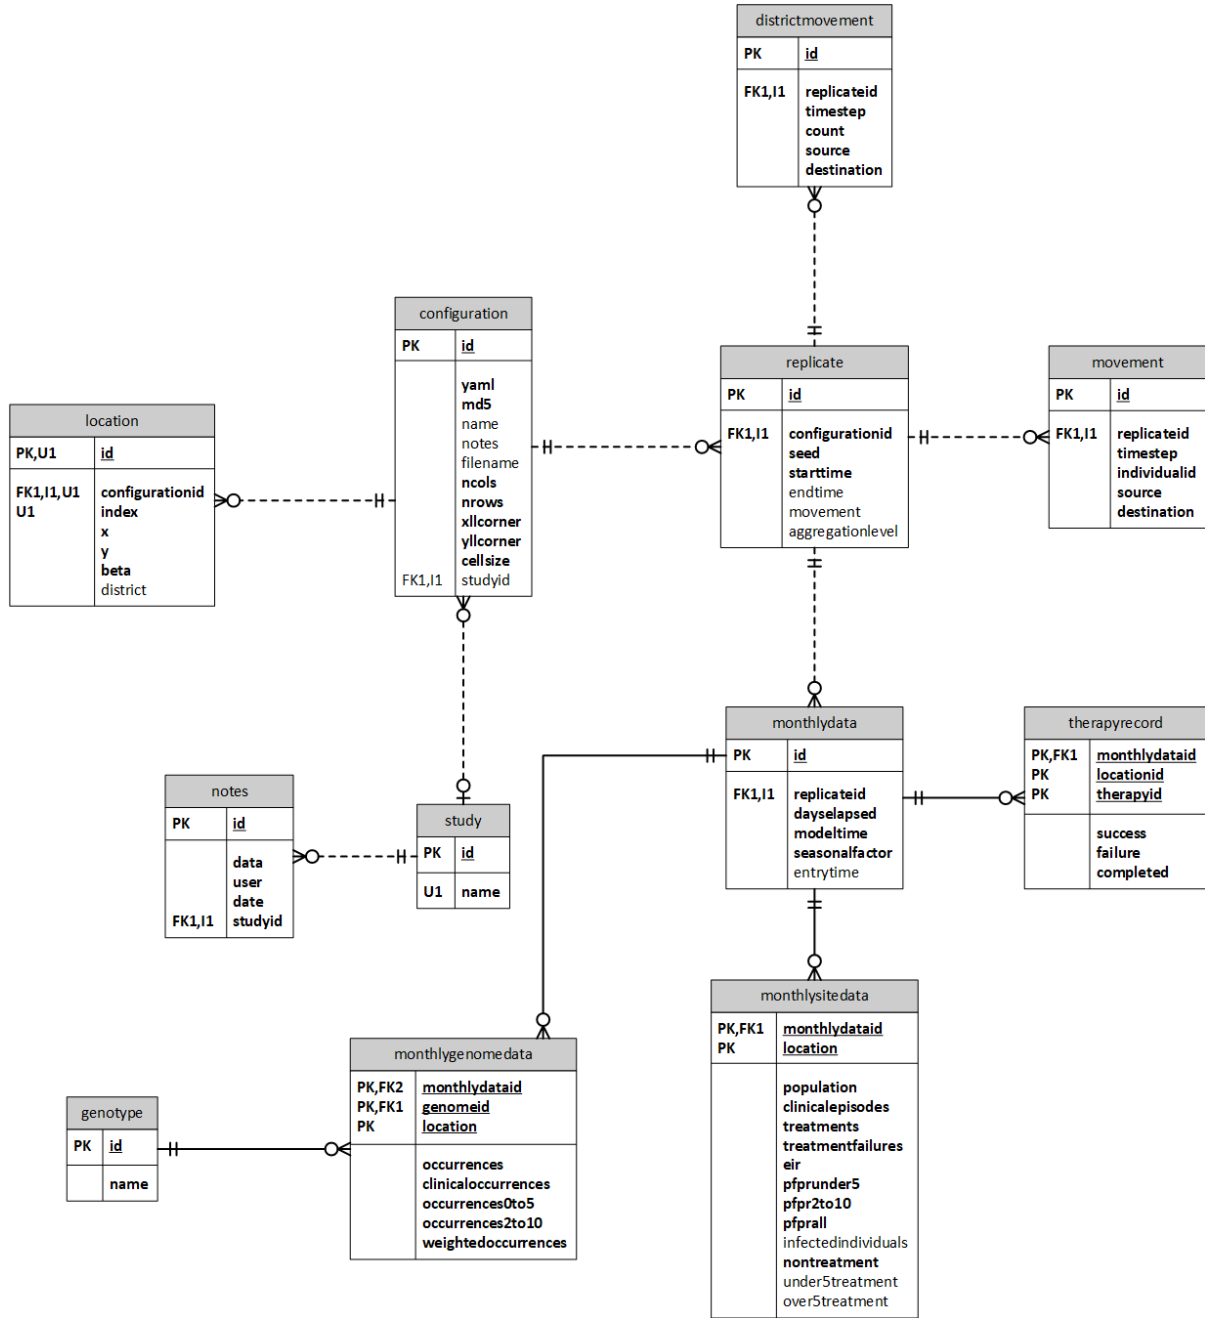 districtmovement
PK id
FK1,I1 replicateid
timestep
count
source
destination
configuration
PK id
yaml
md5
name
notes
filename
ncols
nrows
xllcorner
yllcorner
cellsize
FK1,I1 studyid
replicate
PK id
FK1,I1 configurationid
seed
starttime
endtime
movement
aggregationlevel
movement
PK id
FK1,I1 replicateid
timestep
individualid
source
destination
location
PK,U1 id
FK1,I1,U1 configurationid
U1 index
x
y
beta
district
monthlydata
PK id
FK1,I1 replicateid
dayselapsed
modeltime
seasonalfactor
entrytime
therapyrecord
PK,FK1 monthlydataid
PK locationid
PK therapyid
success
failure
completed
notes
PK id
data
user
date
FK1,I1 studyid
study
PK id
U1 name
monthlysitedata
PK,FK1 monthlydataid
PK location
population
clinicalepisodes
treatments
treatmentfailures
eir
pfprunder5
pfpr2to10
pfprall
infectedindividuals
nontreatment
under5treatment
over5treatment
monthlygenomedata
PK,FK2 monthlydataid
PK,FK1 genomeid
PK location
occurrences
clinicaloccurrences
occurrences0to5
occurrences2to10
weightedoccurrences
genotype
PK id
name